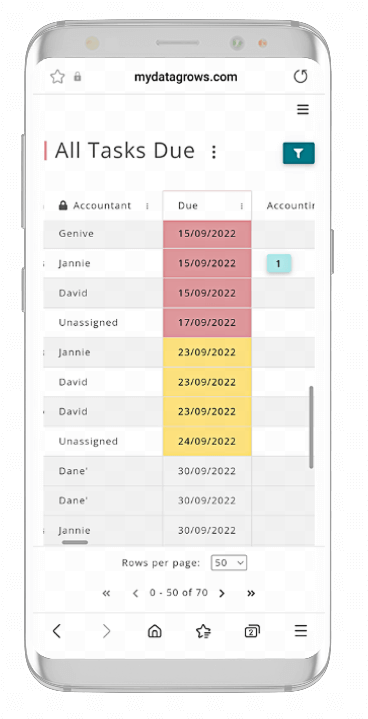 mydatagrows.com
All Tasks Due
Accountant Due Accountin
Genive 15/09/2022
Jannie 15/09/2022 1
David 15/09/2022
Unassigned 17/09/2022
Jannie 23/09/2022
David 23/09/2022
David 23/09/2022
Unassigned 24/09/2022
Dane' 30/09/2022
Dane' 30/09/2022
Jannie 30/09/2022
Rows per page: 50
0 - 50 of 70
2